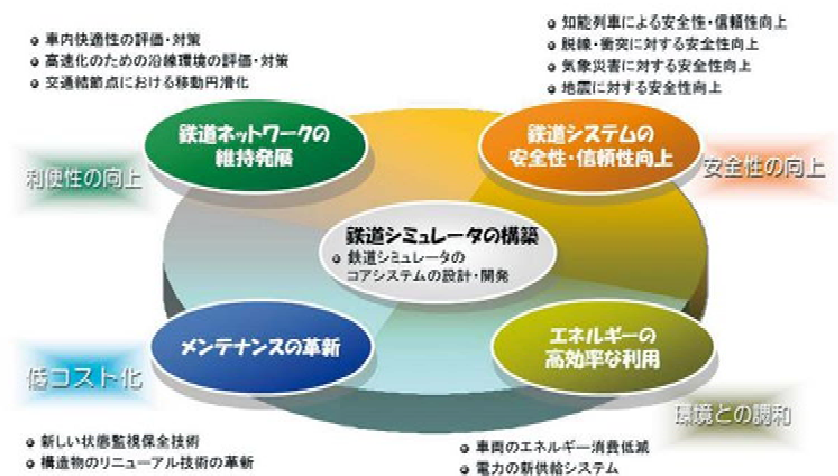 車内快適性の評価・対策
高速化のための沿線環境の評価・対策
交通結節点における移動円滑化
知能列車による安全性・信頼性向上
脱線・衝突に対する安全性向上
気象災害に対する安全性向上
地震に対する安全性向上
鉄道ネットワークの
維持発展
鉄道システムの
安全性・信頼性向上
利便性の向上
安全性の向上
鉄道シミュレータの構築
鉄道シミュレータの
コアシステムの設計・開発
メンテナンスの革新
エネルギーの
高効率な利用
低コスト化
環境との調和
新しい状態監視保全技術
構造物のリニューアル技術の革新
車両のエネルギー消費低減
電力の新供給システム